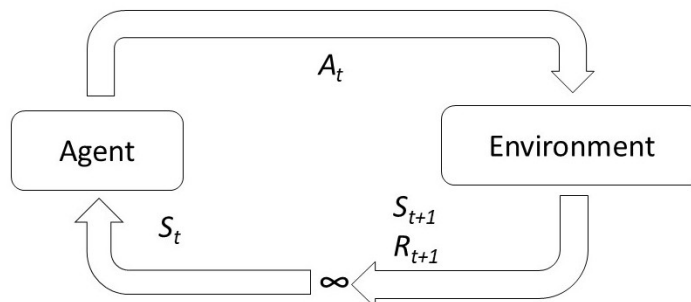 A_t
Agent
Environment
S_t
S_{t+1}
R_{t+1}
∞